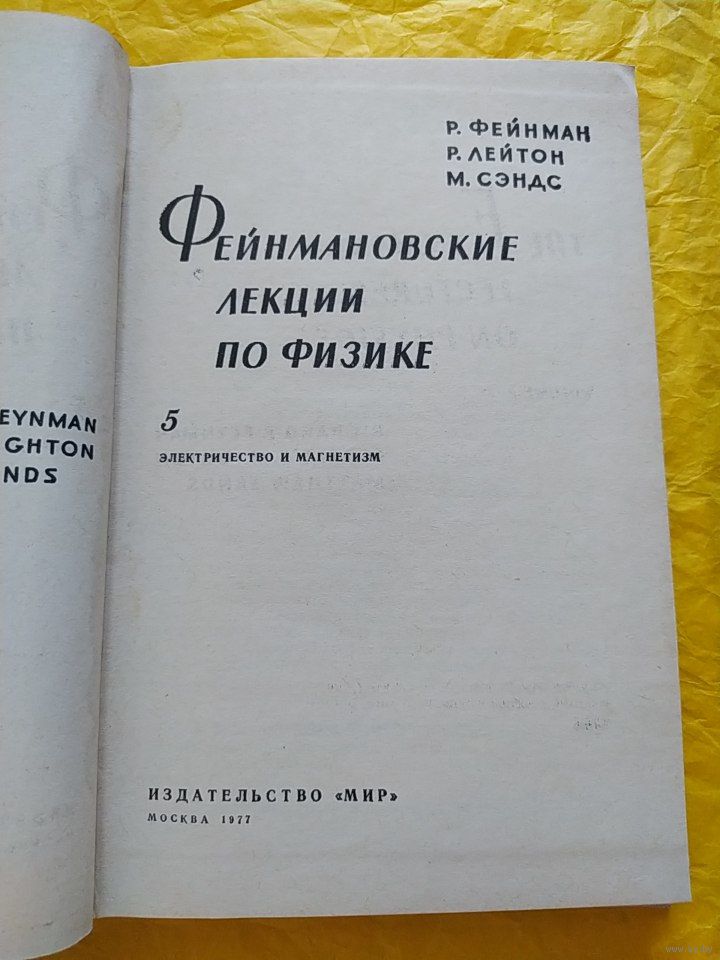 EYNMAN
GHTON
NDS
Р. ФЕЙНМАН
Р. ЛЕЙТОН
М. СЭНДС
ФЕЙНМАНОВСКИЕ
ЛЕКЦИИ
ПО ФИЗИКЕ
5
ЭЛЕКТРИЧЕСТВО И МАГНЕТИЗМ
ИЗДАТЕЛЬСТВО «МИР»
МОСКВА 1977